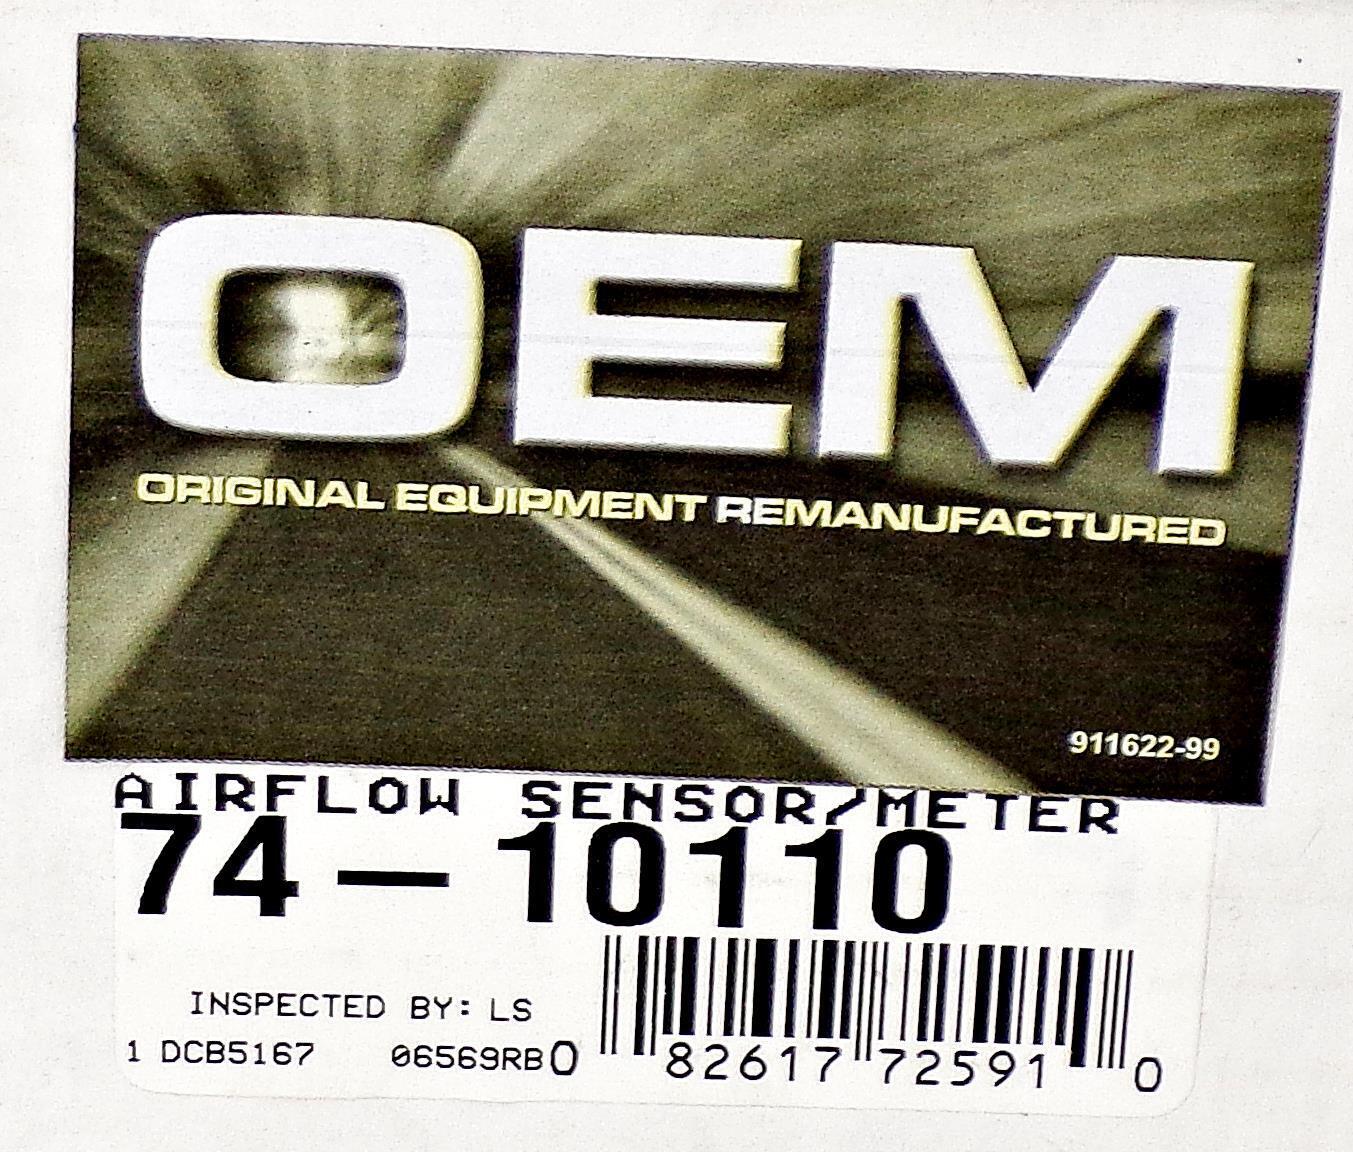 OEM
ORIGINAL EQUIPMENT REMANUFACTURED
911622-99
AIRFLOW SENSOR/METER
74-10110
INSPECTED BY: LS
1 DCB5167 06569RB
0 82617 72591 0